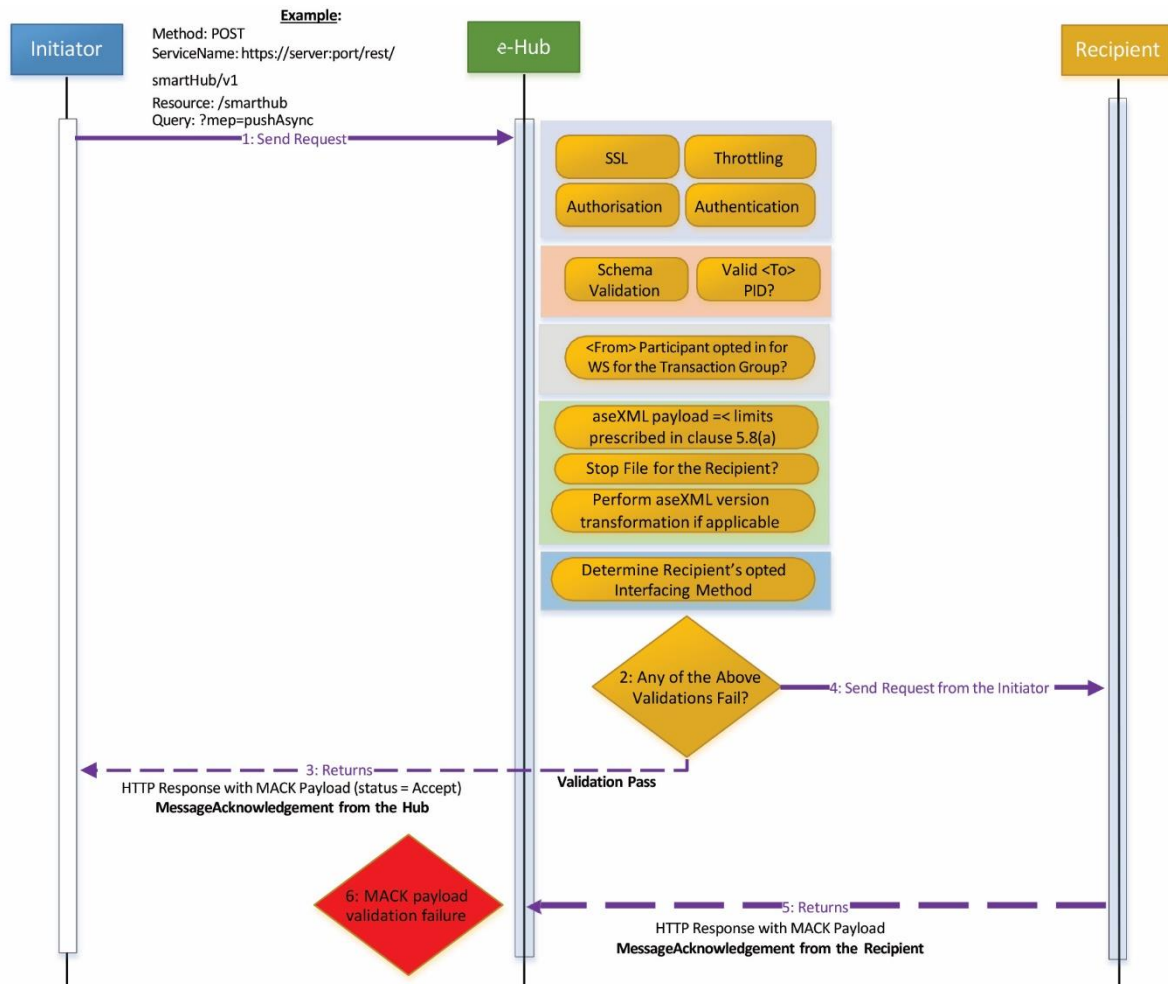 Example:
Initiator
Method: POST
ServiceName: https://server:port/rest/
smartHub/v1
Resource: /smarthub
Query: ?mep=pushAsync
e-Hub
Recipient
1: Send Request
SSL
Throttling
Authorisation
Authentication
Schema
Validation
Valid <To>
PID?
<From> Participant opted in for
WS for the Transaction Group?
aseXML payload =< limits
prescribed in clause 5.8(a)
Stop File for the Recipient?
Perform aseXML version
transformation if applicable
Determine Recipient's opted
Interfacing Method
2: Any of the Above
Validations Fail?
4: Send Request from the Initiator
3: Returns
Validation Pass
HTTP Response with MACK Payload (status = Accept)
MessageAcknowledgement from the Hub
6: MACK payload
validation failure
5: Returns
HTTP Response with MACK Payload
MessageAcknowledgement from the Recipient